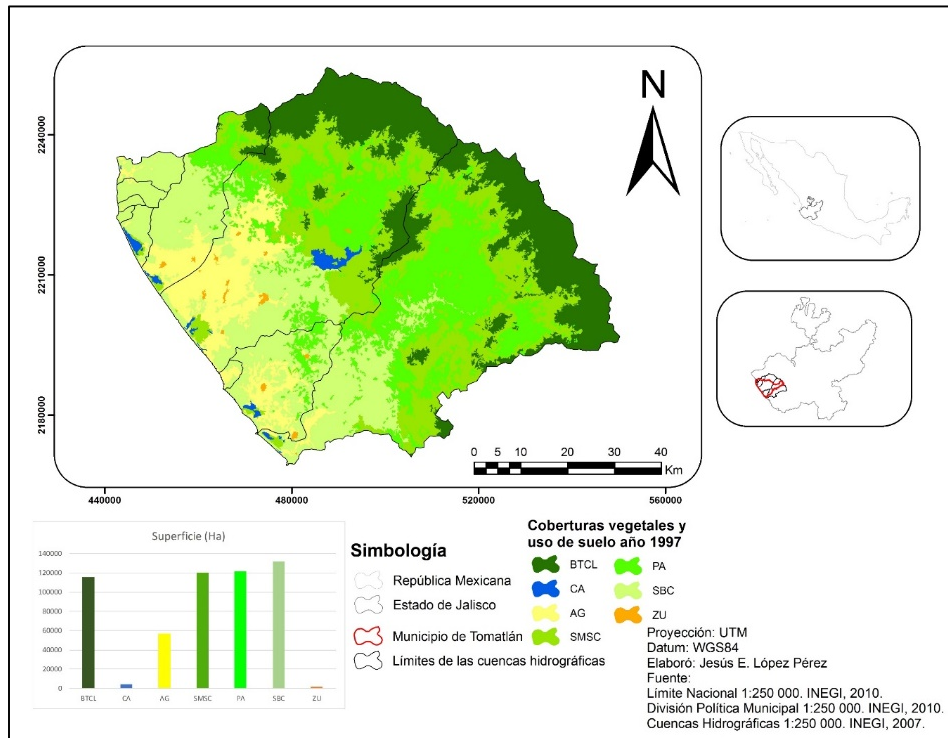 N
2240000
2210000
2180000
0 5 10 20 30 40
Km
440000 480000 520000 560000
Superficie (Ha)
140000
120000
100000
80000
60000
40000
20000
0
BTCL CA AG SMSC PA SBC ZU
Simbología
República Mexicana
Estado de Jalisco
Municipio de Tomatlán
Límites de las cuencas hidrográficas
Coberturas vegetales y
uso de suelo año 1997
BTCL
CA
AG
SMSC
PA
SBC
ZU
Proyección: UTM
Datum: WGS84
Elaboró: Jesús E. López Pérez
Fuente:
Límite Nacional 1:250 000. INEGI, 2010.
División Política Municipal 1:250 000. INEGI, 2010.
Cuencas Hidrográficas 1:250 000. INEGI, 2007.